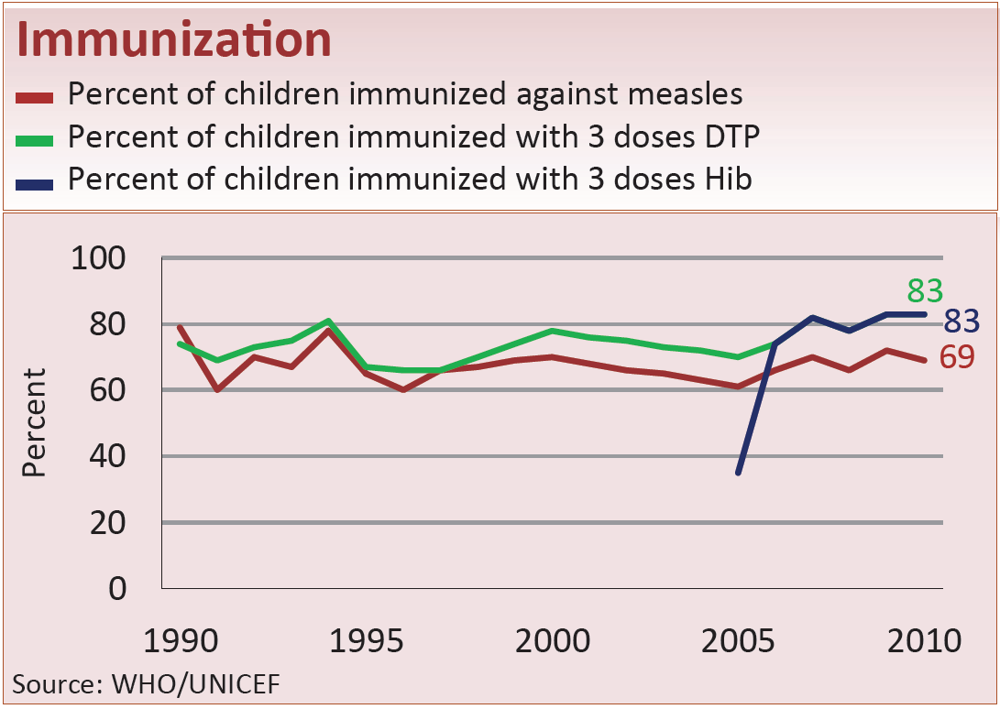 Immunization
Percent of children immunized against measles
Percent of children immunized with 3 doses DTP
Percent of children immunized with 3 doses Hib
100
80
60
40
20
0
Percent
83
83
69
1990 1995 2000 2005 2010
Source: WHO/UNICEF